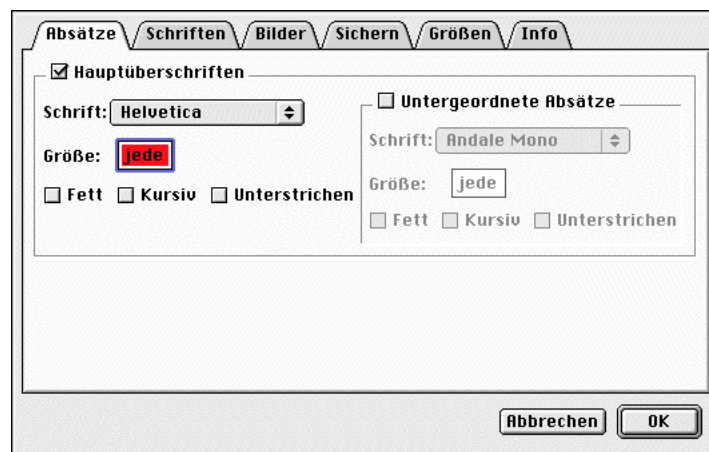 Absätze Schriften Bilder Sichern Größen Info
Hauptüberschriften
Schrift: Helvetica
Größe: jede
Fett Kursiv Unterstrichen
Untergeordnete Absätze
Schrift: Andale Mono
Größe: jede
Fett Kursiv Unterstrichen
Abbrechen OK